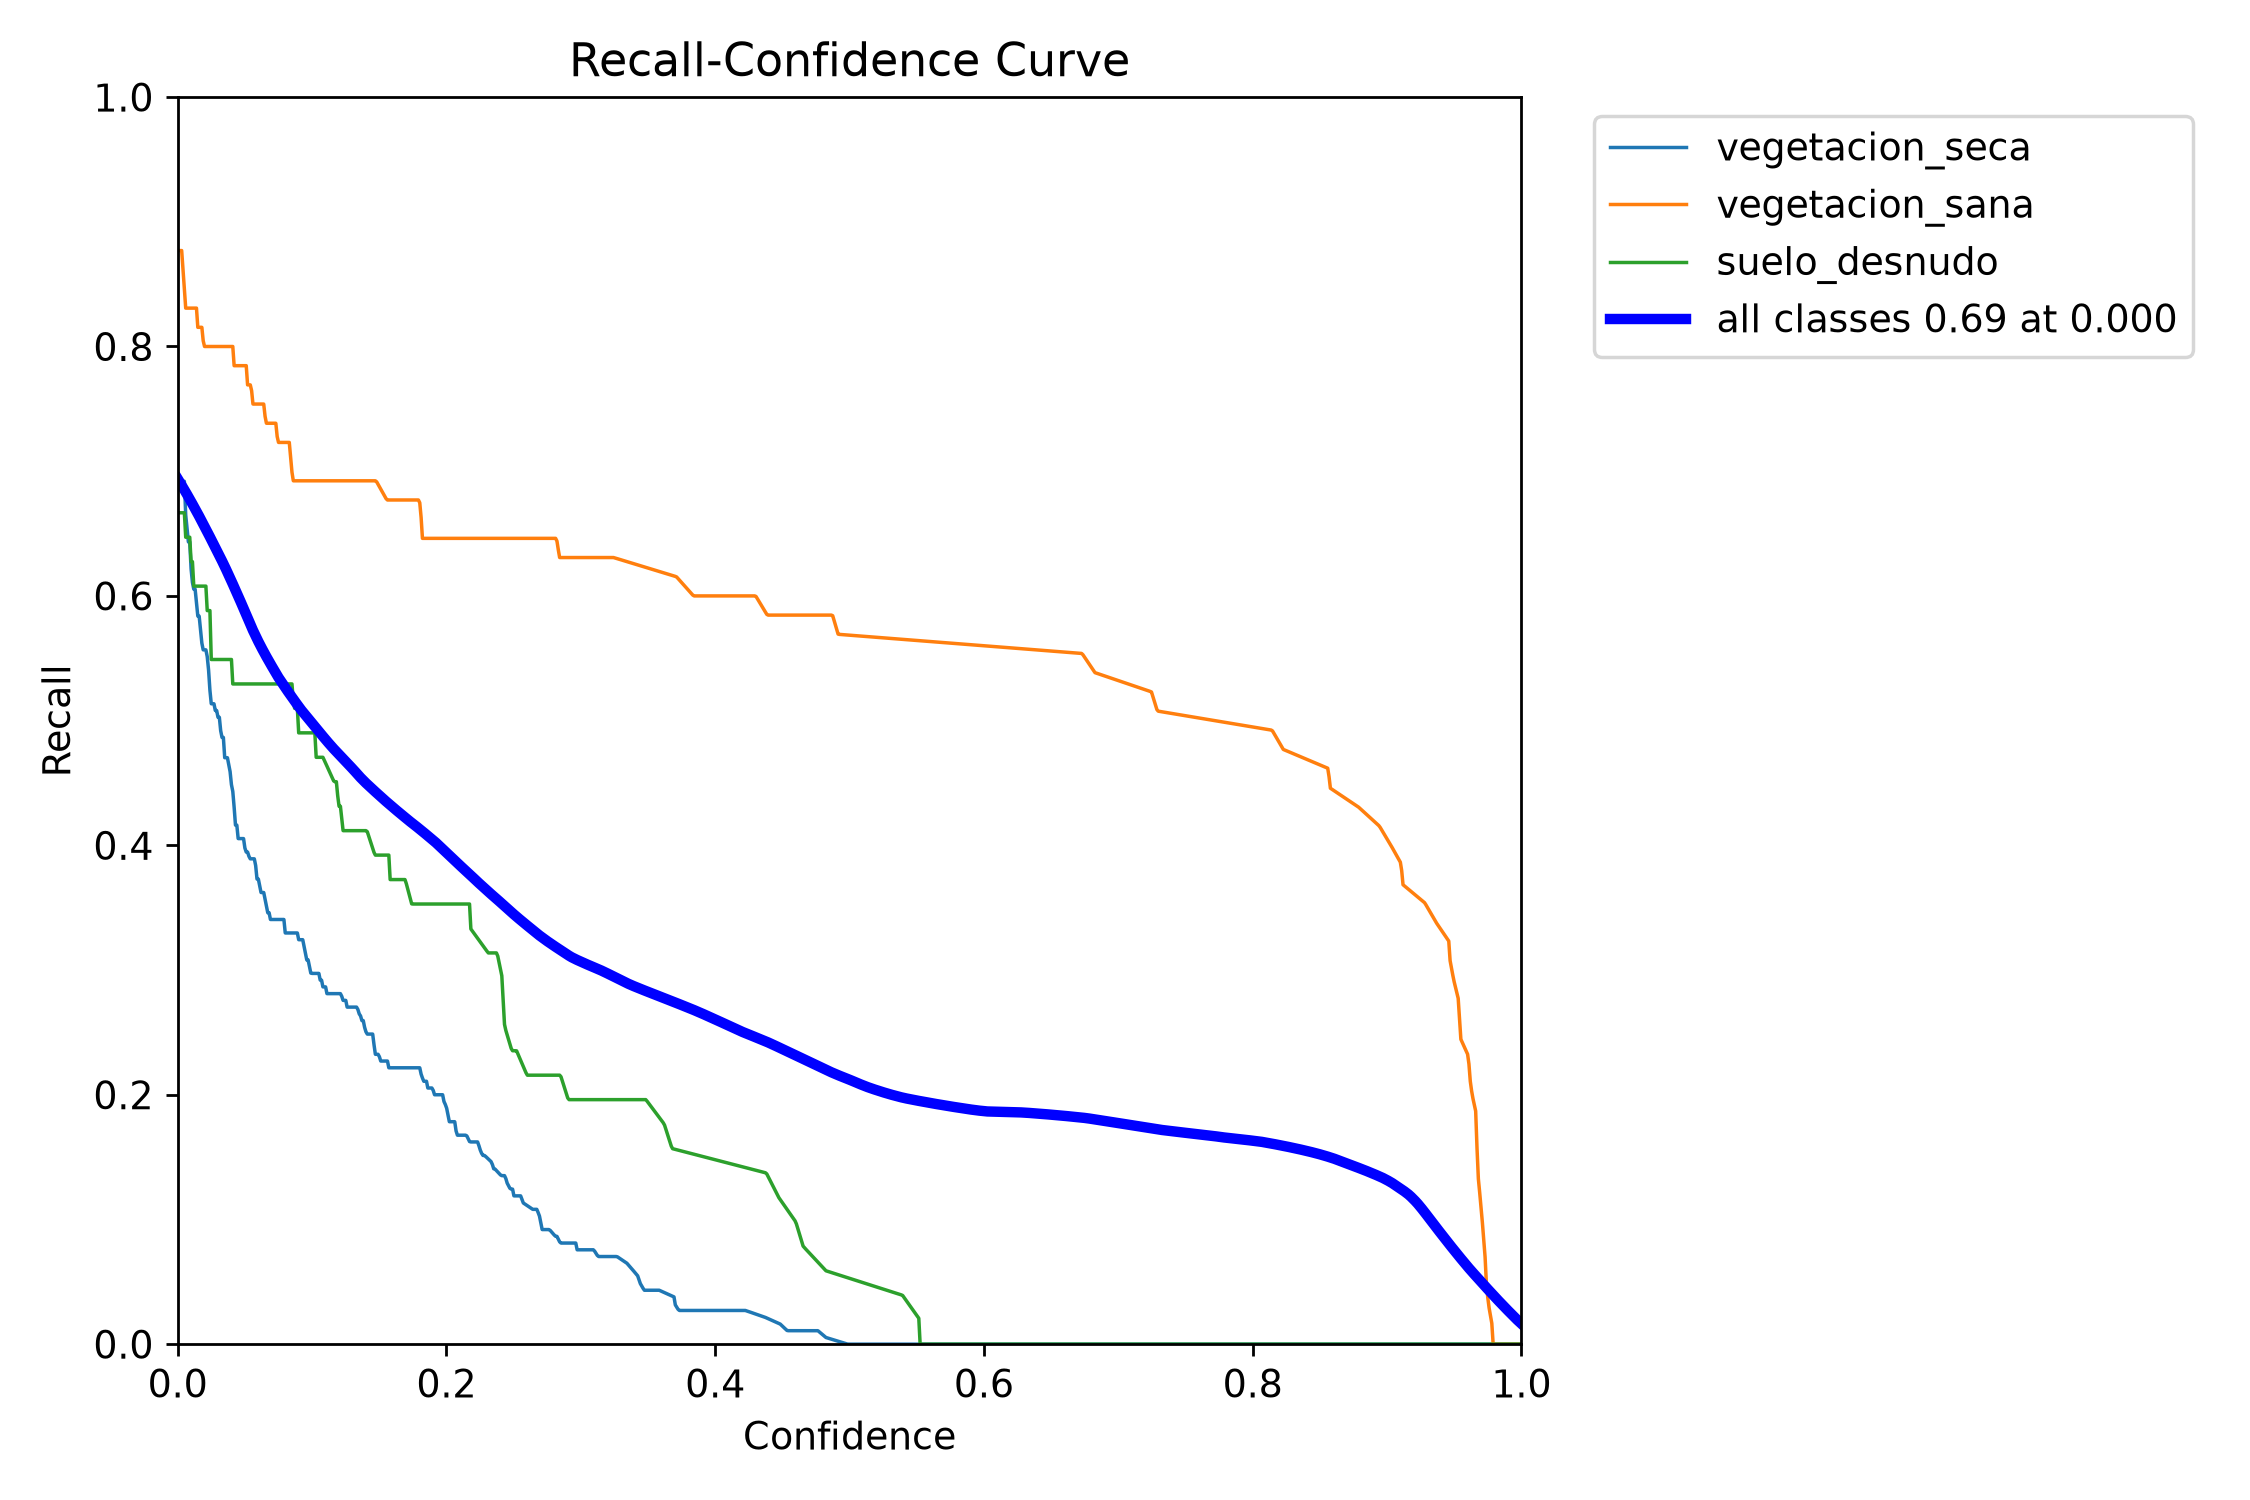 Recall-Confidence Curve
1.0
0.8
0.6
0.4
0.2
0.0
Recall
0.0 0.2 0.4 0.6 0.8 1.0
Confidence
vegetacion_seca
vegetacion_sana
suelo_desnudo
all classes 0.69 at 0.000